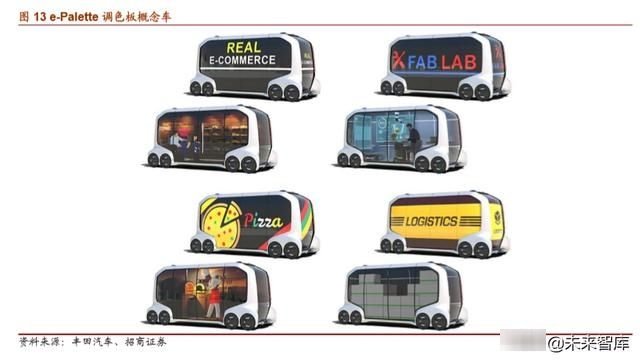 图 13 e-Palette 调色板概念车
REAL
E-COMMERCE
FAB LAB
Pizza
LOGISTICS
资料来源：丰田汽车、招商证券
@未来智库